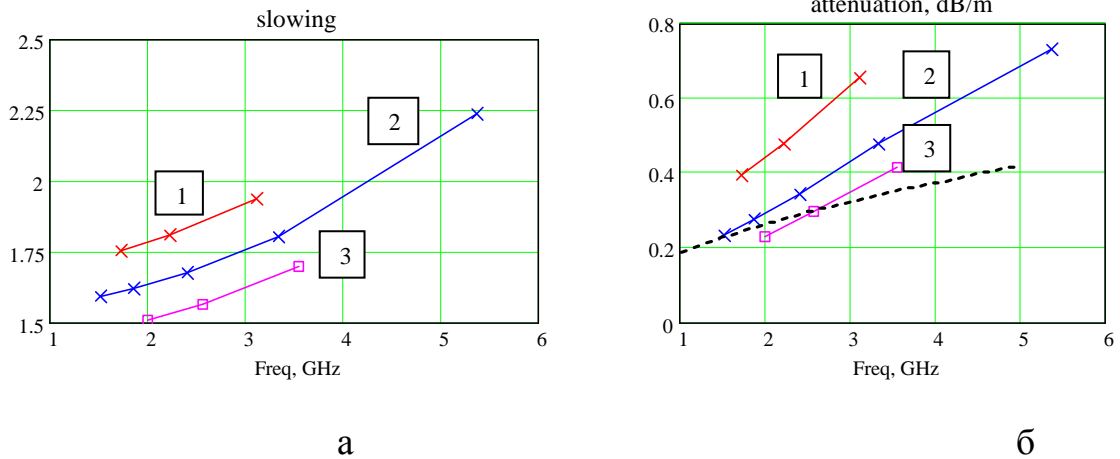 slowing
2.5
2.25
2
1.75
1.5
1
2
3
1 2 3 4 5 6
Freq, GHz
а
attenuation, dB/m
0.8
0.6
0.4
0.2
0
1
2
3
1 2 3 4 5 6
Freq, GHz
б